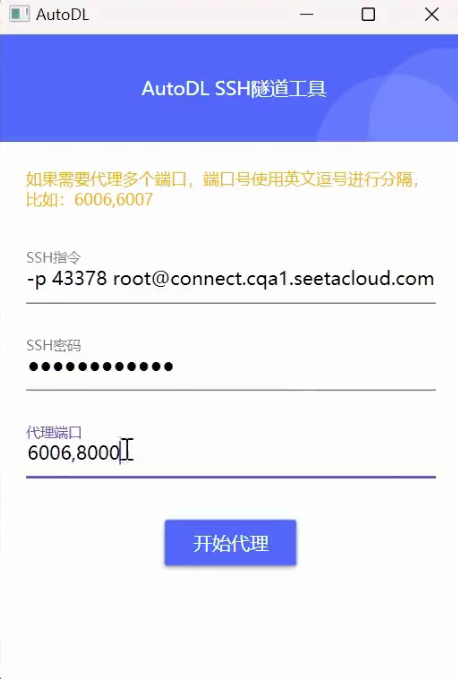 AutoDL
AutoDL SSH隧道工具
如果需要代理多个端口，端口号使用英文逗号进行分隔，
比如：6006,6007
SSH指令
-p 43378 root@connect.cqa1.seetacloud.com
SSH密码
●●●●●●●●●●●●
代理端口
6006,8000
开始代理